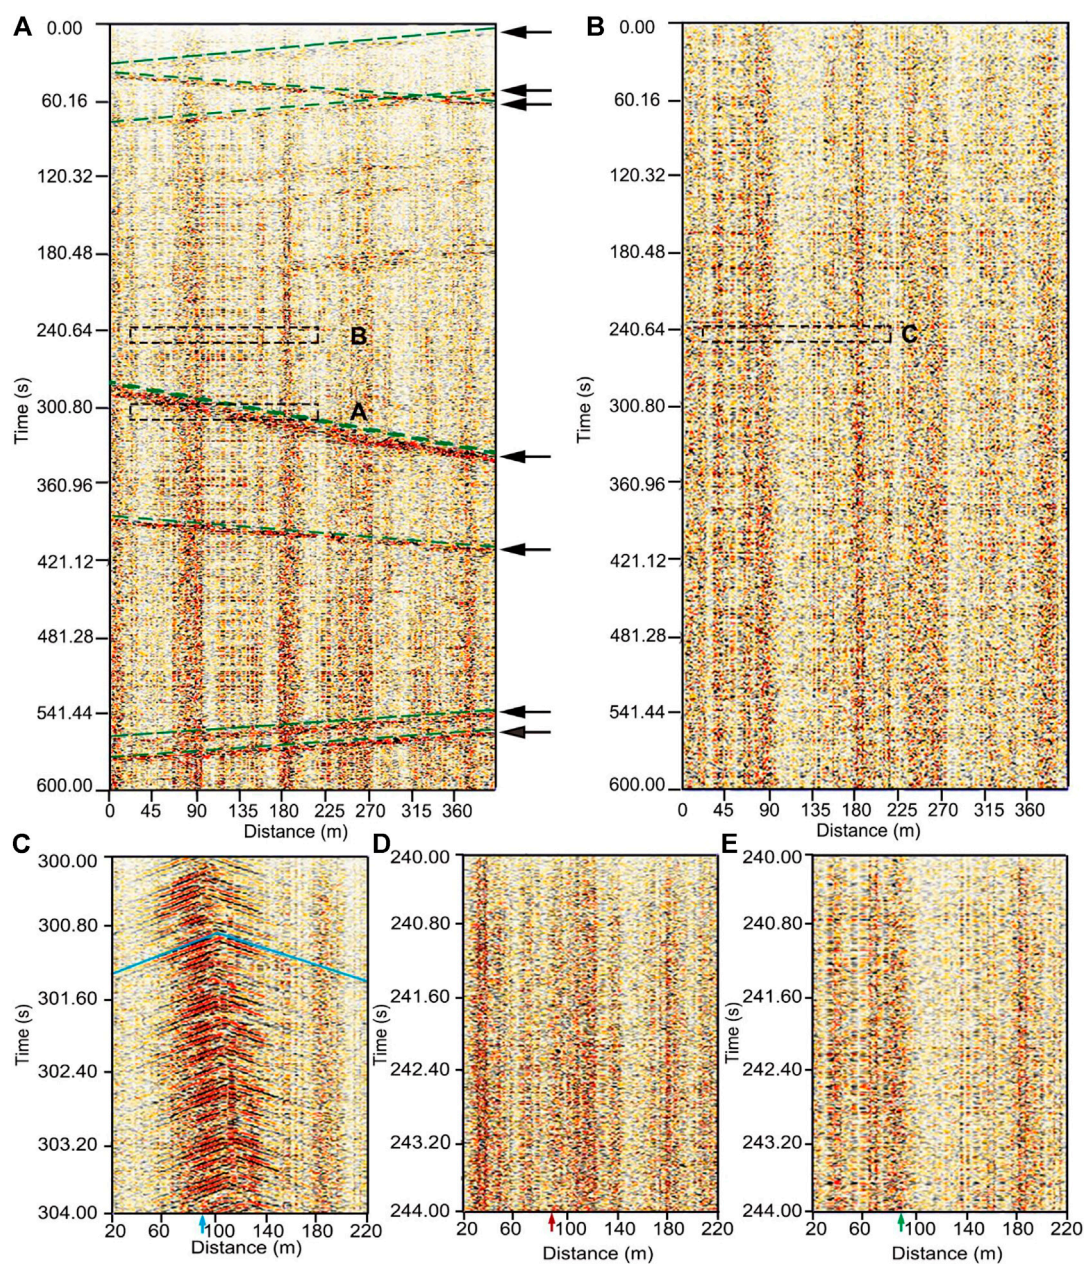 A
0.00
60.16
120.32
180.48
240.64
300.80
360.96
421.12
481.28
541.44
600.00
Time (s)
B
A
0 45 90 135 180 225 270 315 360
Distance (m)
B
0.00
60.16
120.32
180.48
240.64
300.80
360.96
421.12
481.28
541.44
600.00
Time (s)
C
0 45 90 135 180 225 270 315 360
Distance (m)
C
300.00
300.80
301.60
302.40
303.20
304.00
Time (s)
20 60 100 140 180 220
Distance (m)
D
240.00
240.80
241.60
242.40
243.20
244.00
Time (s)
20 60 100 140 180 220
Distance (m)
E
240.00
240.80
241.60
242.40
243.20
244.00
Time (s)
20 60 100 140 180 220
Distance (m)